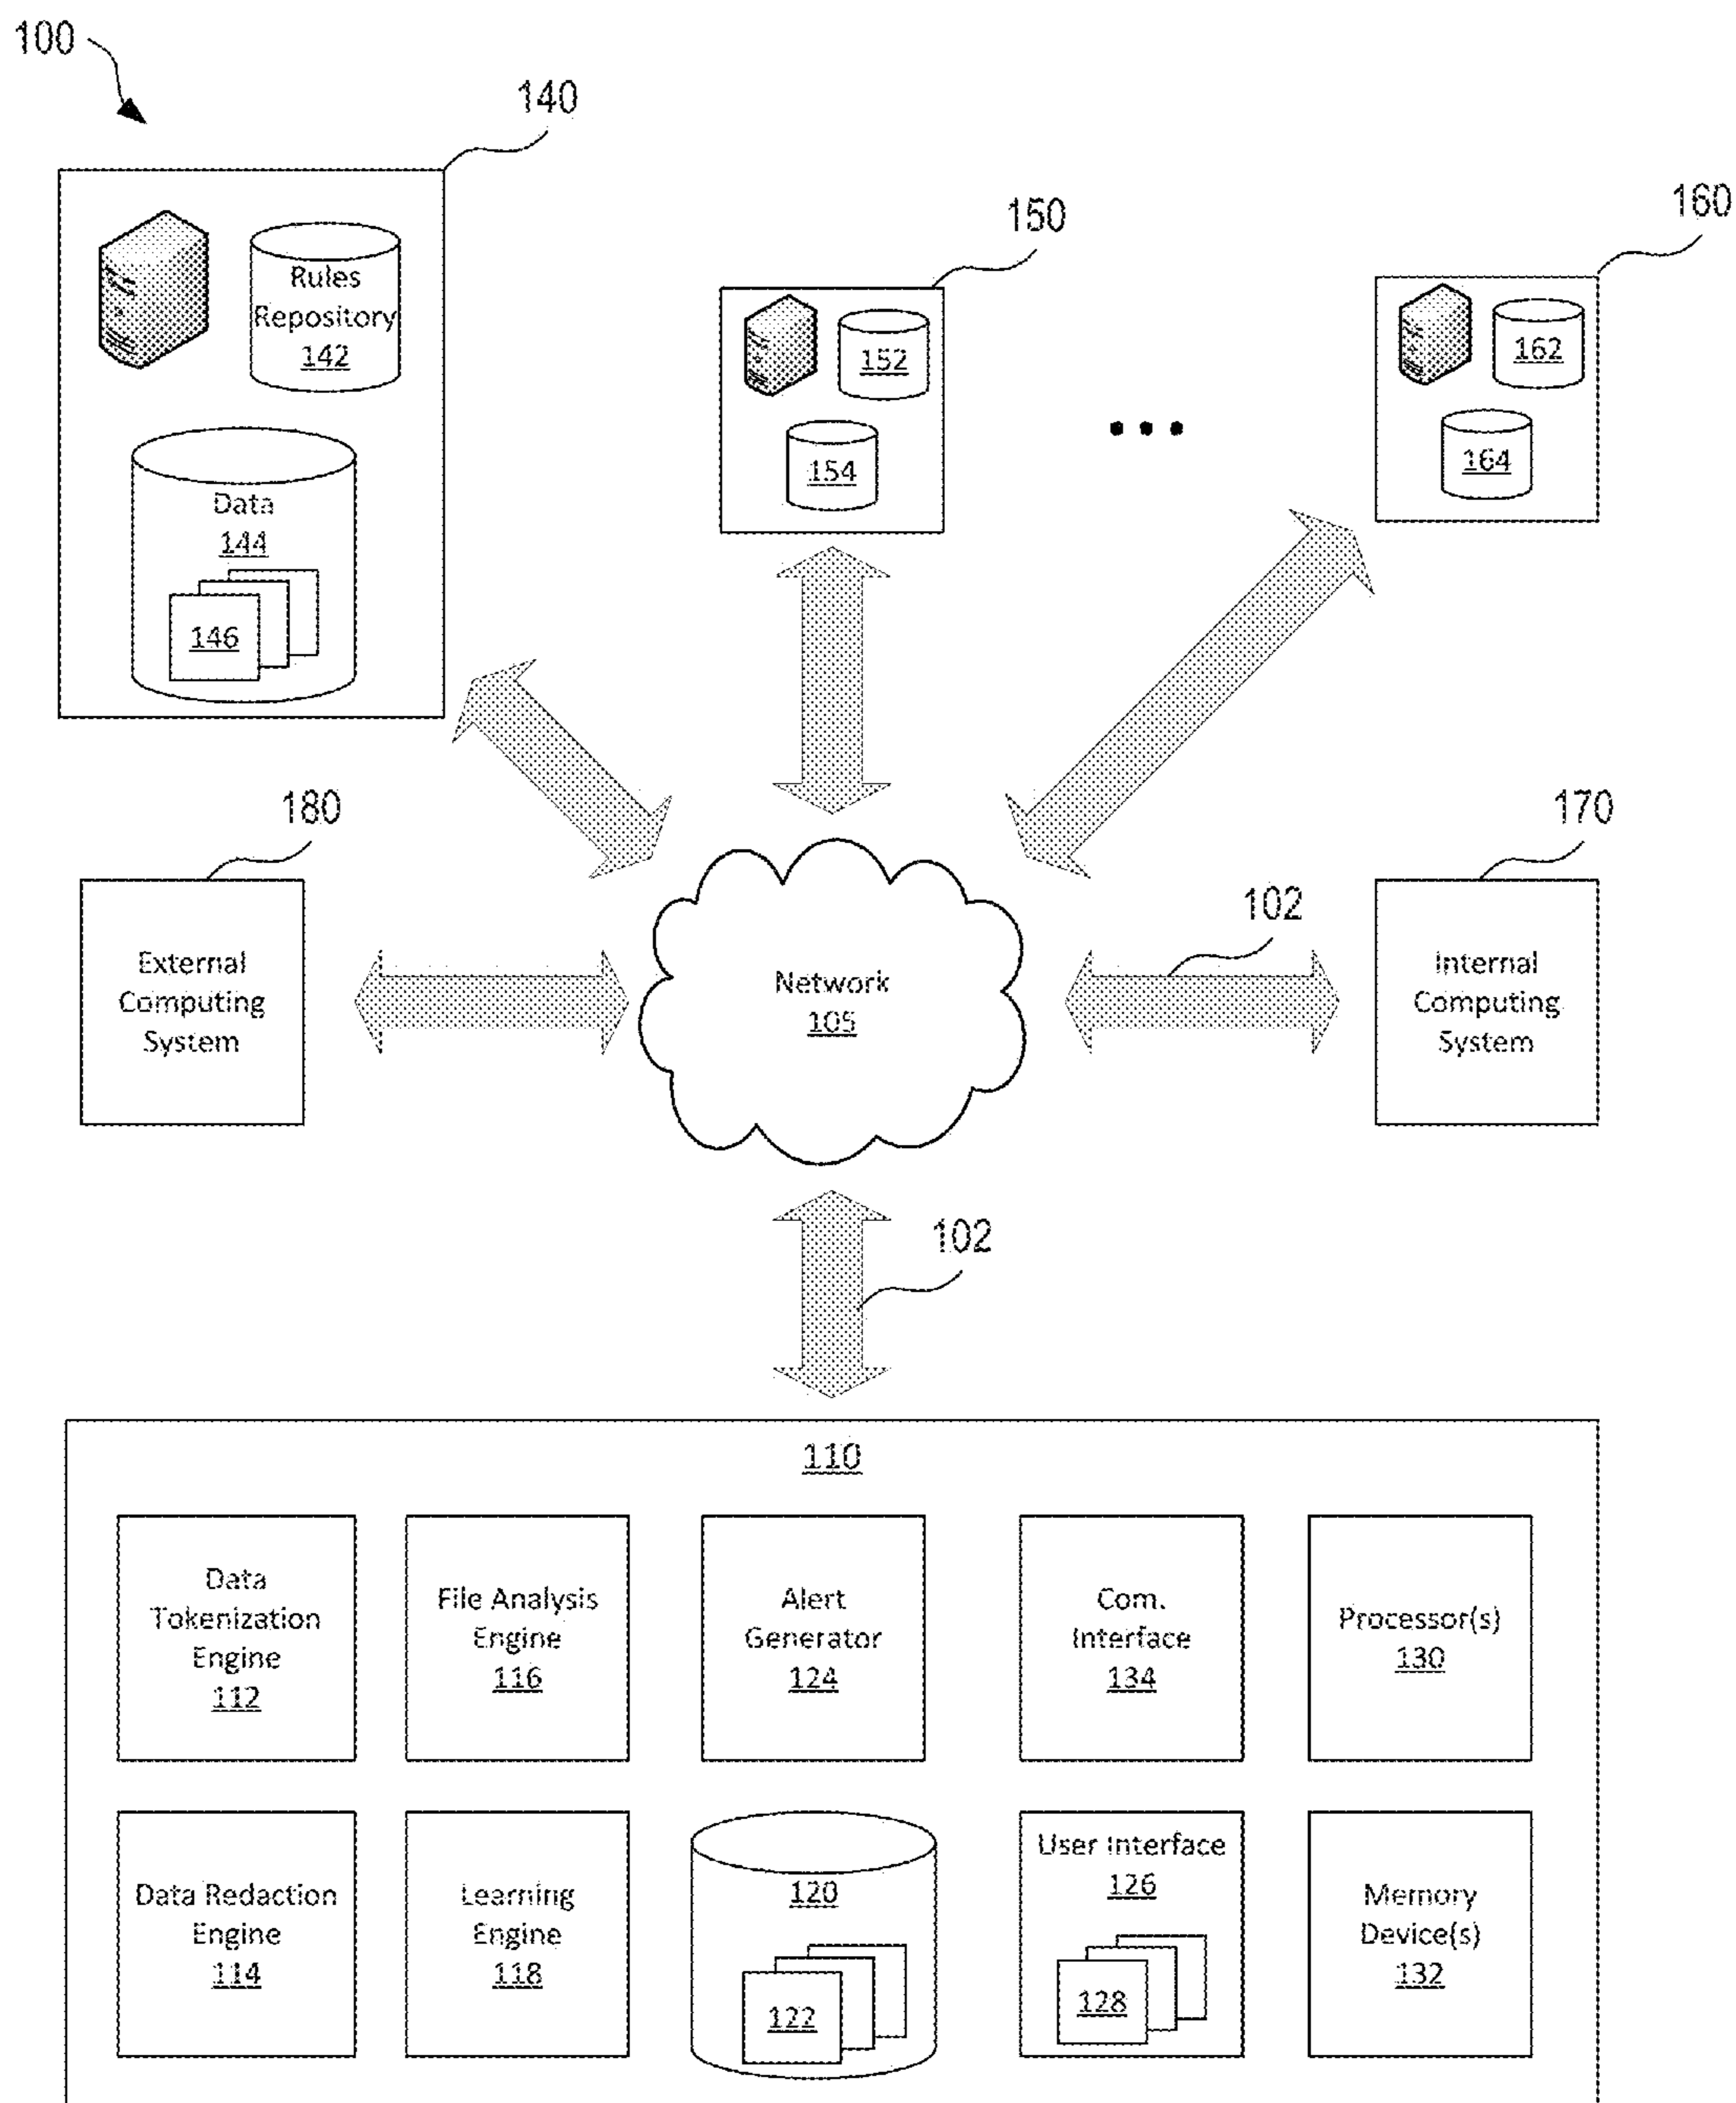 100
140
150
160
Rules
Repository
142
Data
144
146
152
154
162
164
180
170
102
External
Computing
System
Network
105
Internal
Computing
System
102
110
Data
Tokenization
Engine
112
File Analysis
Engine
116
Alert
Generator
124
Com.
Interface
134
Processor(s)
130
Data Redaction
Engine
114
Learning
Engine
118
120
122
User Interface
126
128
Memory
Device(s)
132